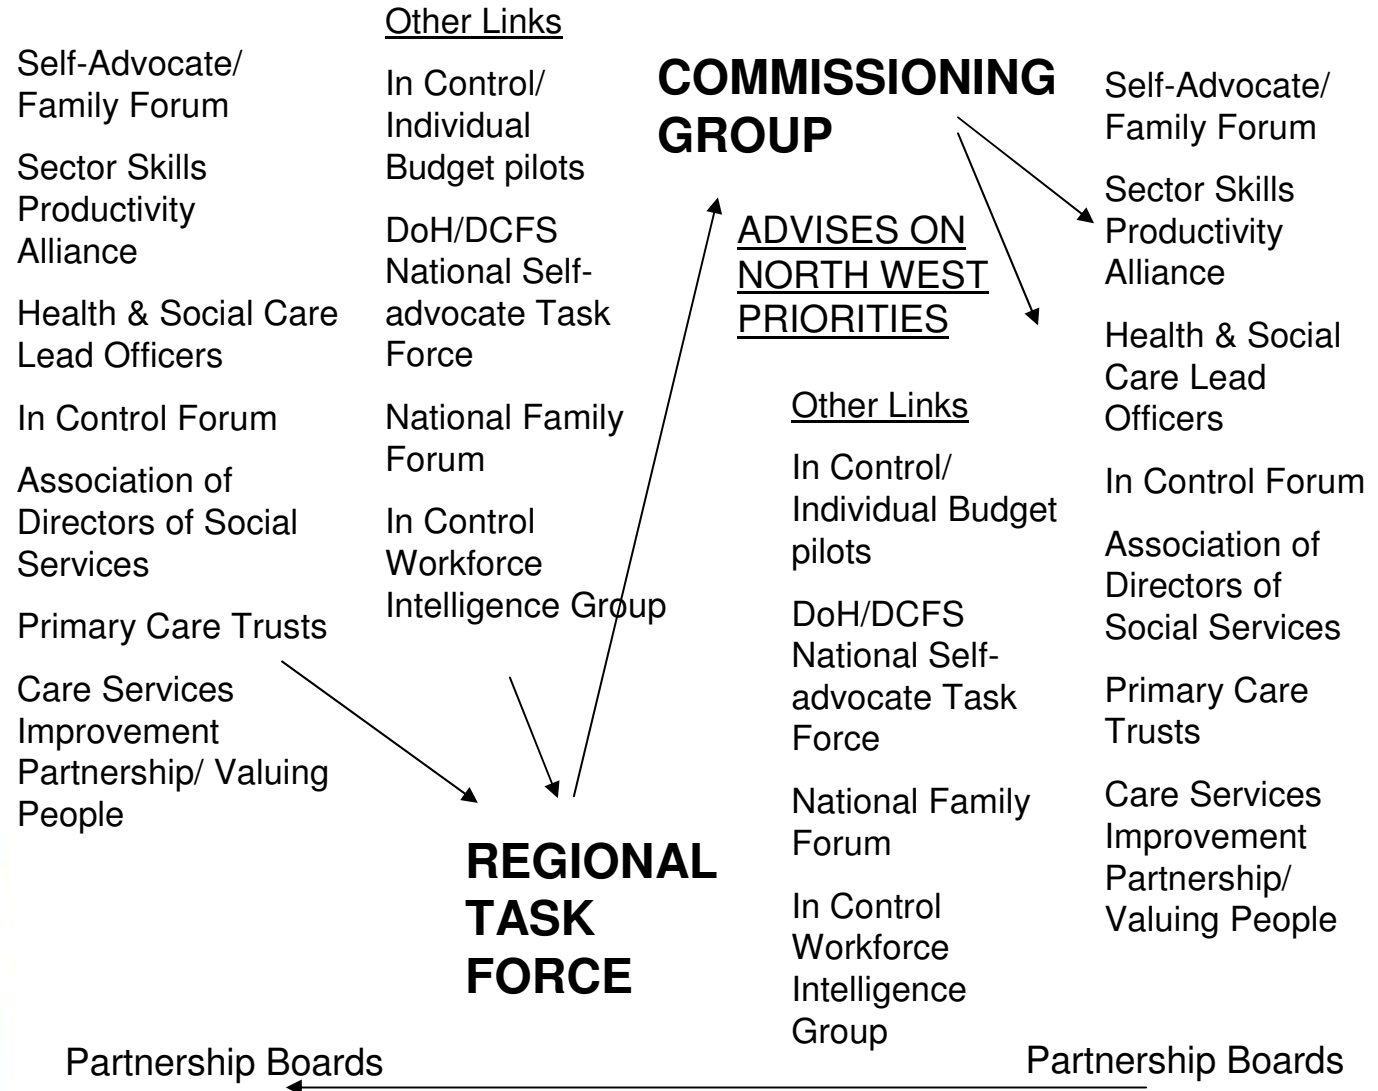 Self-Advocate/
Family Forum
Sector Skills
Productivity
Alliance
Health & Social Care
Lead Officers
In Control Forum
Association of
Directors of Social
Services
Primary Care Trusts
Care Services
Improvement
Partnership/ Valuing
People
Other Links
In Control/
Individual
Budget pilots
DoH/DCFS
National Self-
advocate Task
Force
National Family
Forum
In Control
Workforce
Intelligence Group
REGIONAL
TASK
FORCE
COMMISSIONING
GROUP
ADVISES ON
NORTH WEST
PRIORITIES
Other Links
In Control/
Individual Budget
pilots
DoH/DCFS
National Self-
advocate Task
Force
National Family
Forum
In Control
Workforce
Intelligence
Group
Self-Advocate/
Family Forum
Sector Skills
Productivity
Alliance
Health & Social
Care Lead
Officers
In Control Forum
Association of
Directors of
Social Services
Primary Care
Trusts
Care Services
Improvement
Partnership/
Valuing People
Partnership Boards
Partnership Boards